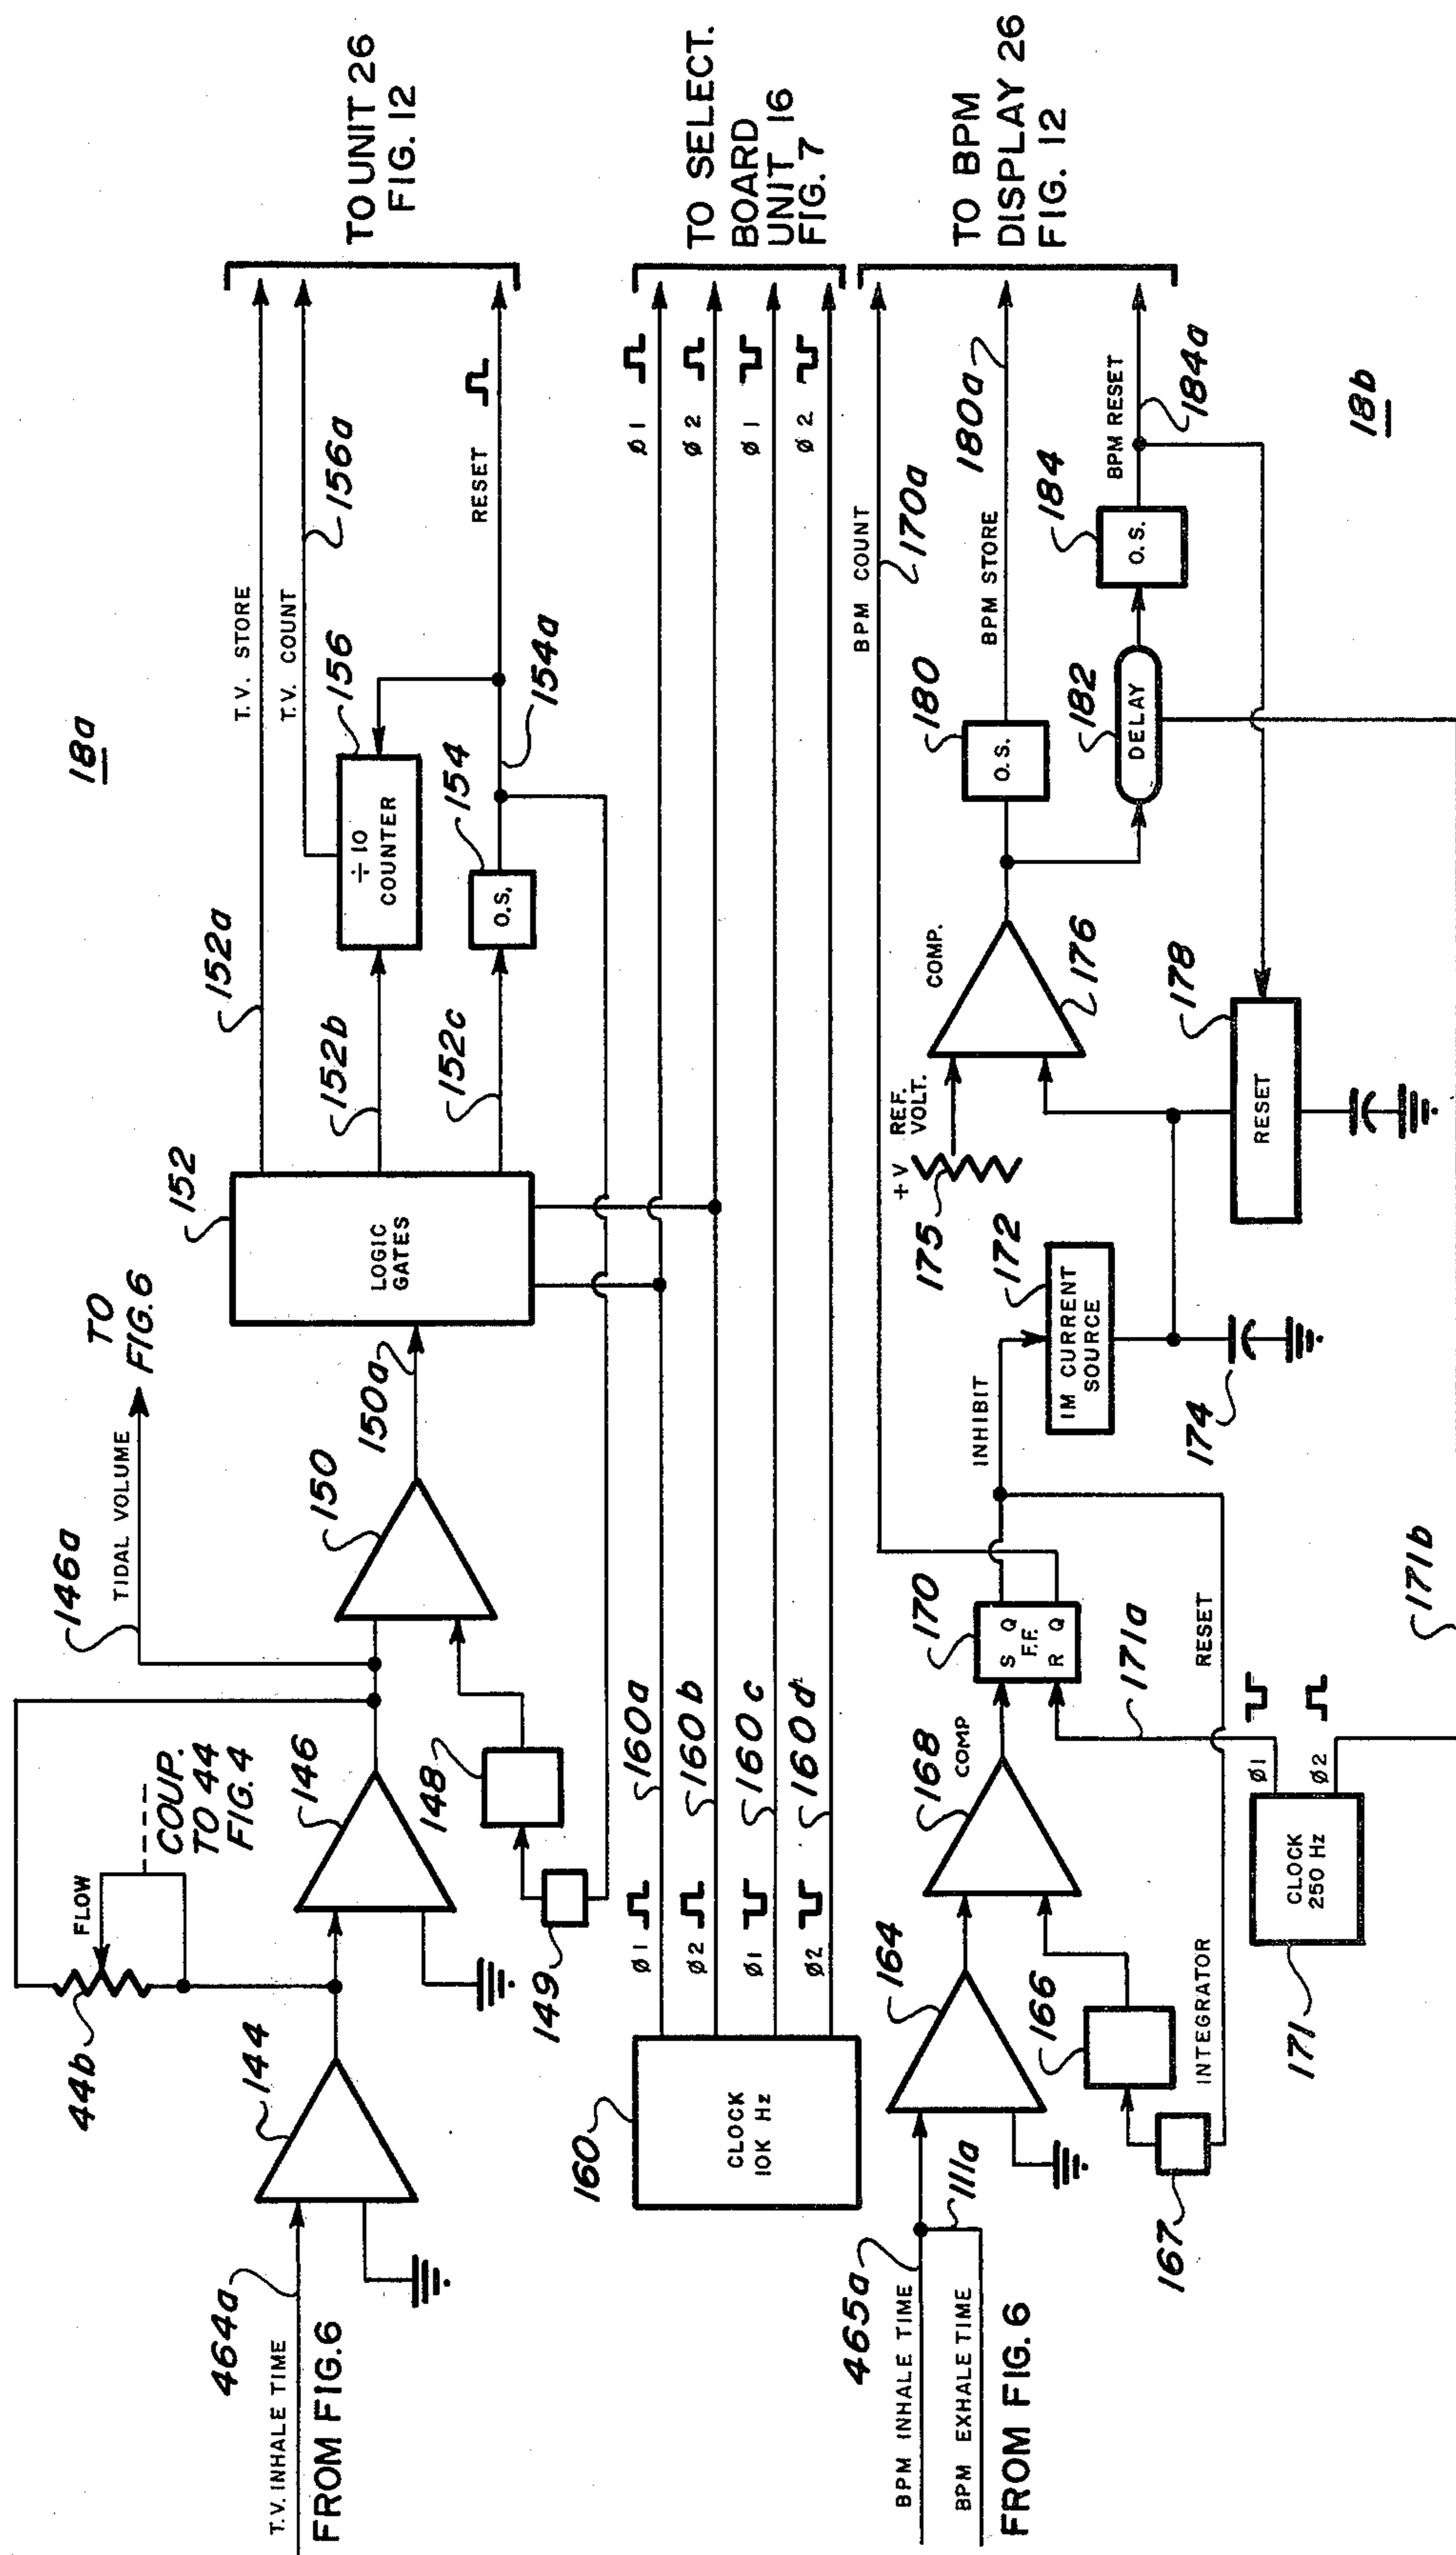 18a
464a
T.V. INHALE TIME
FROM FIG.6
44b
FLOW
COUP.
TO 44
FIG. 4
144
146
146a
TIDAL VOLUME
TO
FIG.6
148
149
150
150a
152
LOGIC
GATES
152a
152b
152c
T.V. STORE
T.V. COUNT
156
÷ 10
COUNTER
156a
154
O.S.
154a
RESET
TO UNIT 26
FIG. 12
160
CLOCK
10K Hz
Ø1
Ø2
Ø1
Ø2
160a
160b
160c
160d
Ø1
Ø2
Ø1
Ø2
TO SELECT.
BOARD
UNIT 16
FIG. 7
465a
BPM INHALE TIME
111a
BPM EXHALE TIME
FROM FIG. 6
164
166
167
INTEGRATOR
RESET
168
COMP
170
S Q
F.F.
R Q
171
CLOCK
250 Hz
Ø1
Ø2
171a
171b
INHIBIT
172
1M CURRENT
SOURCE
174
175
+V
REF.
VOLT.
COMP.
176
178
RESET
BPM COUNT
170a
180
O.S.
BPM STORE
180a
182
DELAY
184
O.S.
BPM RESET
184a
TO BPM
DISPLAY 26
FIG. 12
18b